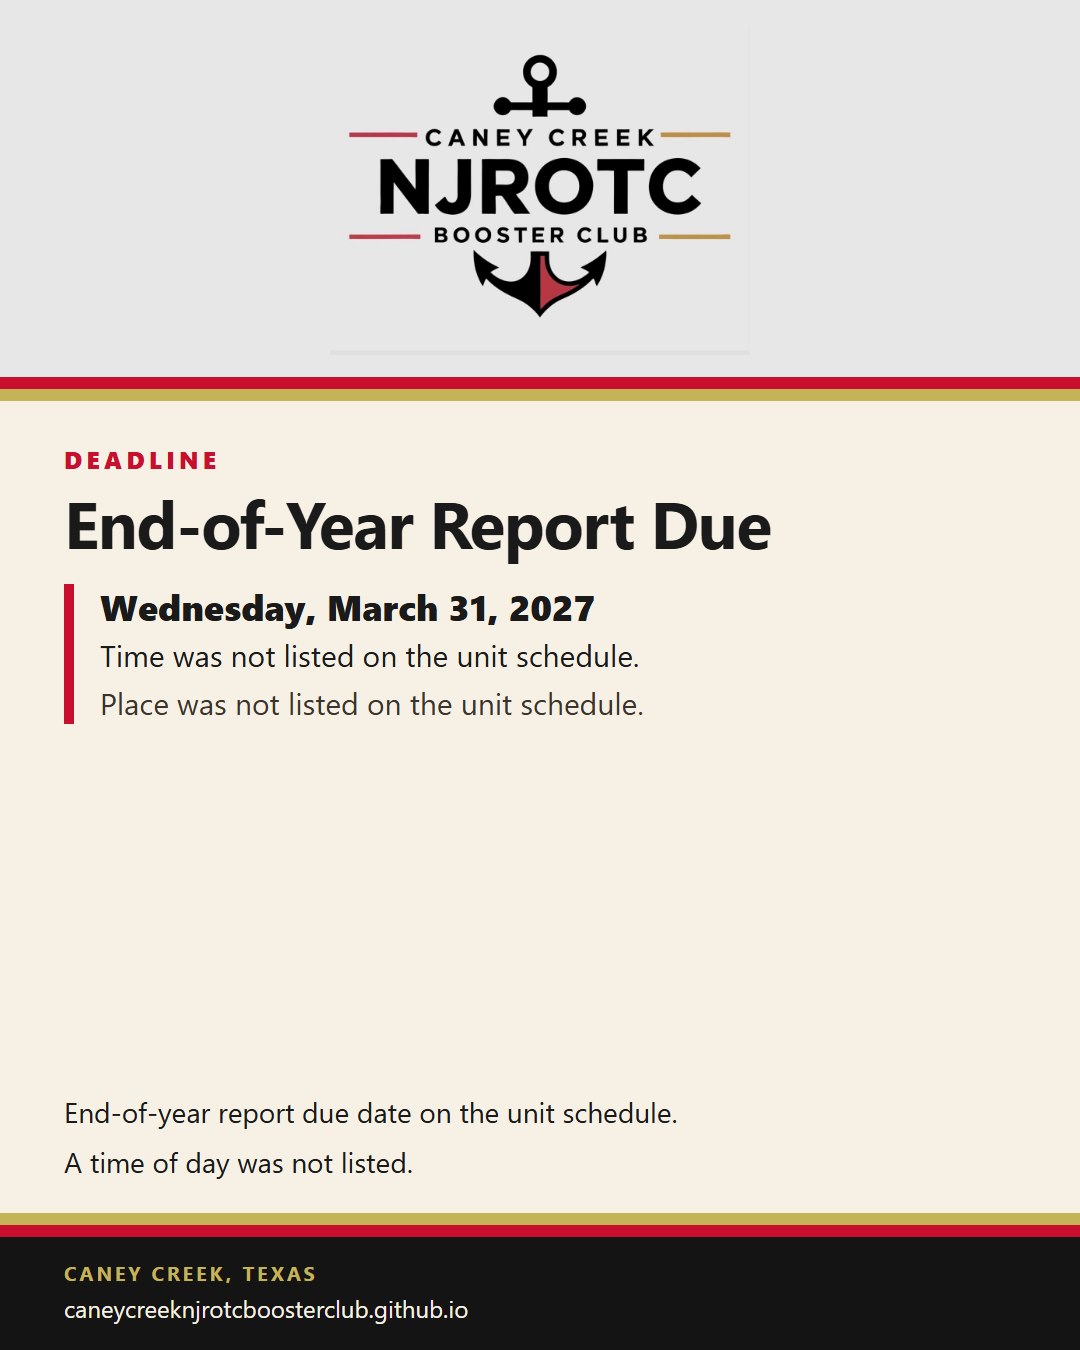 CANEY CREEK
NJROTC
BOOSTER CLUB
DEADLINE
End-of-Year Report Due
Wednesday, March 31, 2027
Time was not listed on the unit schedule.
Place was not listed on the unit schedule.
End-of-year report due date on the unit schedule.
A time of day was not listed.
CANEY CREEK, TEXAS
caneycreeknjrotcboosterclub.github.io